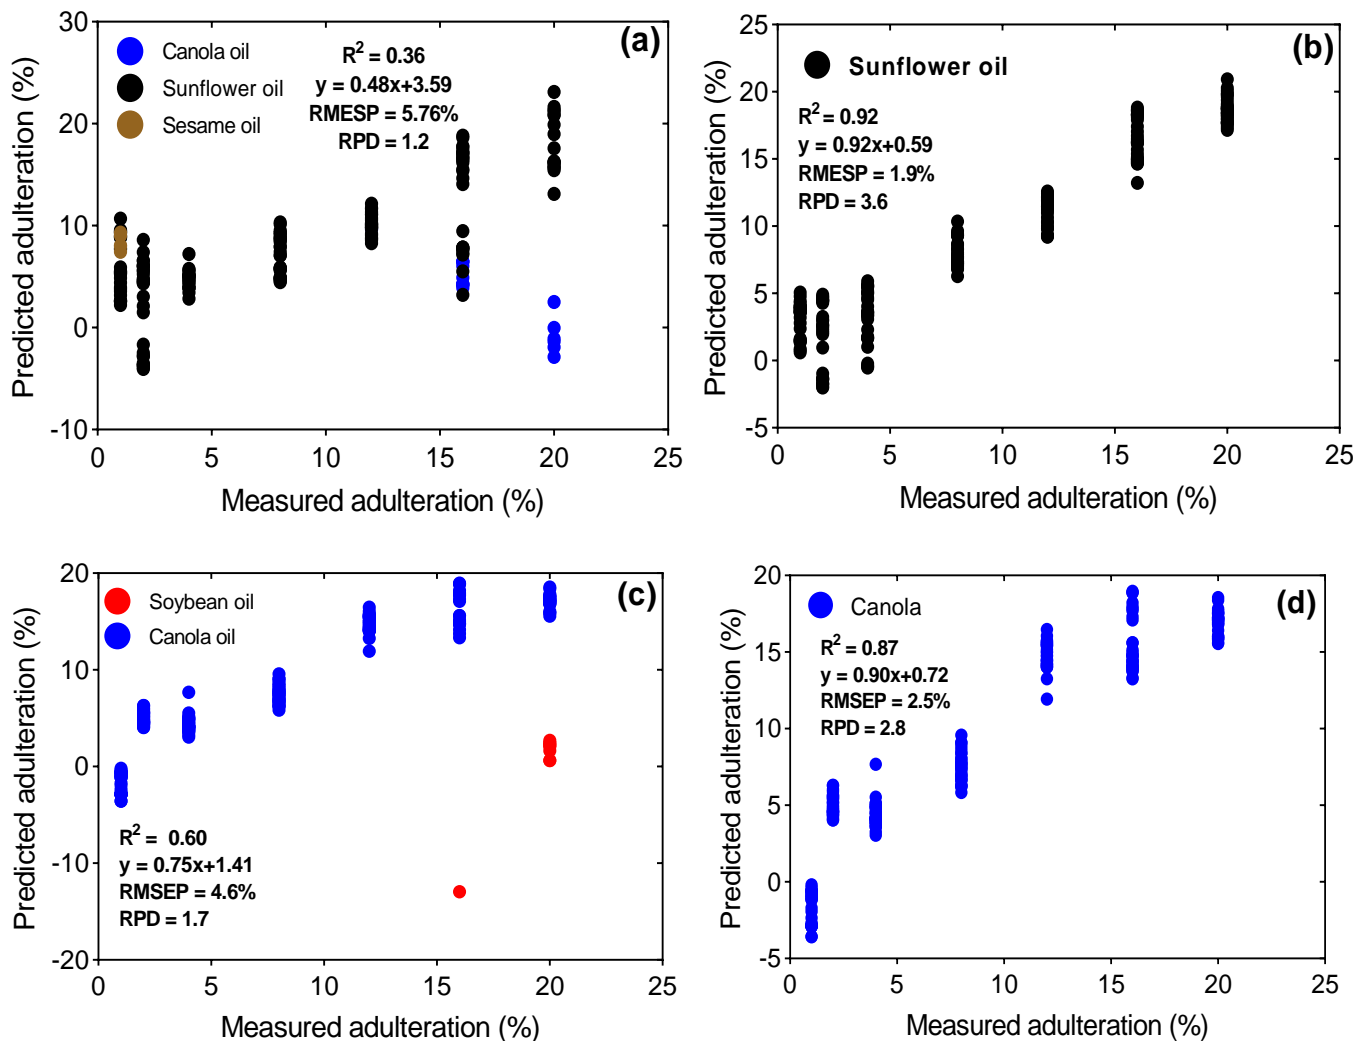 (a)
Canola oil
Sunflower oil
Sesame oil
R² = 0.36
y = 0.48x+3.59
RMESP = 5.76%
RPD = 1.2
30
20
10
0
-10
0 5 10 15 20 25
Predicted adulteration (%)
Measured adulteration (%)
(b)
Sunflower oil
R² = 0.92
y = 0.92x+0.59
RMESP = 1.9%
RPD = 3.6
25
20
15
10
5
0
-5
0 5 10 15 20 25
Predicted adulteration (%)
Measured adulteration (%)
(c)
Soybean oil
Canola oil
R² = 0.60
y = 0.75x+1.41
RMSEP = 4.6%
RPD = 1.7
20
10
0
-10
-20
0 5 10 15 20 25
Predicted adulteration (%)
Measured adulteration (%)
(d)
Canola
R² = 0.87
y = 0.90x+0.72
RMSEP = 2.5%
RPD = 2.8
20
15
10
5
0
-5
0 5 10 15 20 25
Predicted adulteration (%)
Measured adulteration (%)